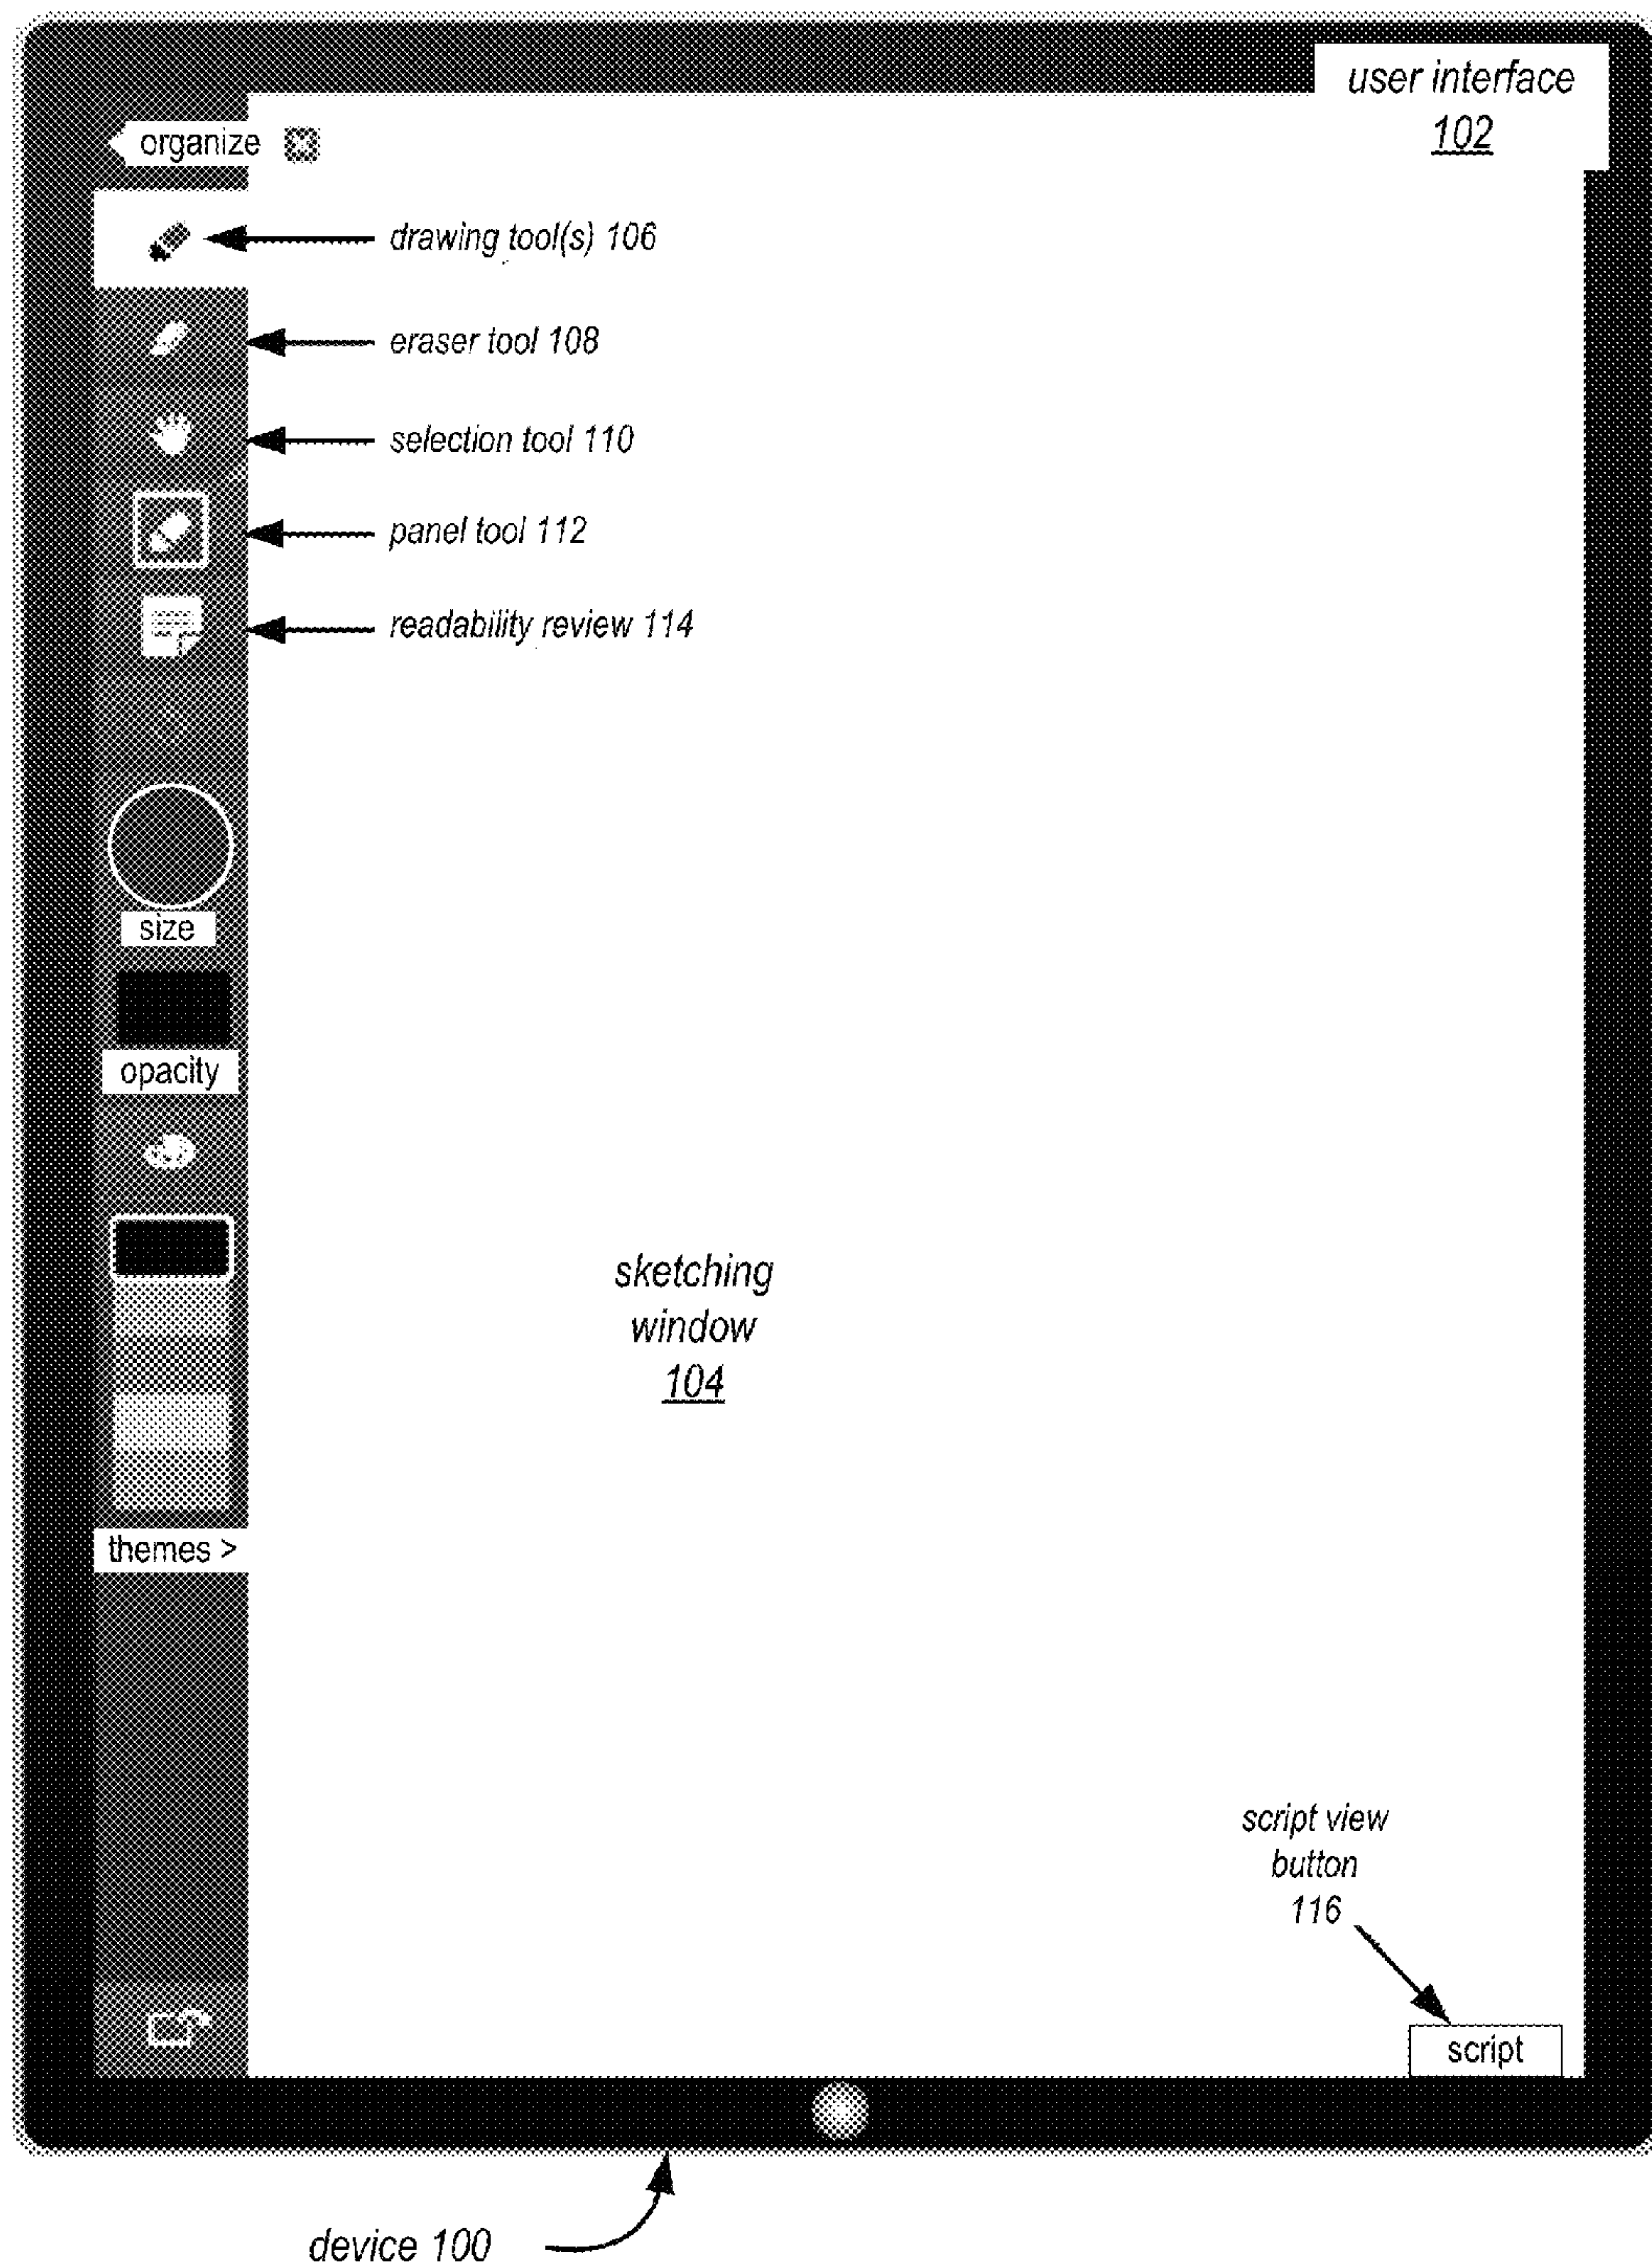 user interface
102
organize
drawing tool(s) 106
eraser tool 108
selection tool 110
panel tool 112
readability review 114
size
opacity
sketching
window
104
themes >
script view
button
116
script
device 100